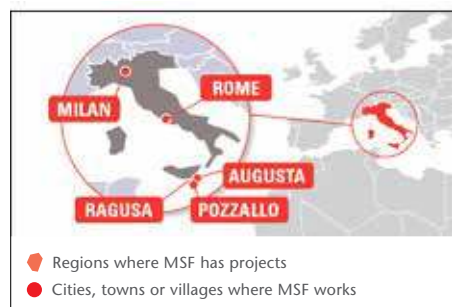 ROME
MILAN
AUGUSTA
RAGUSA
POZZALLO
Regions where MSF has projects
Cities, towns or villages where MSF works